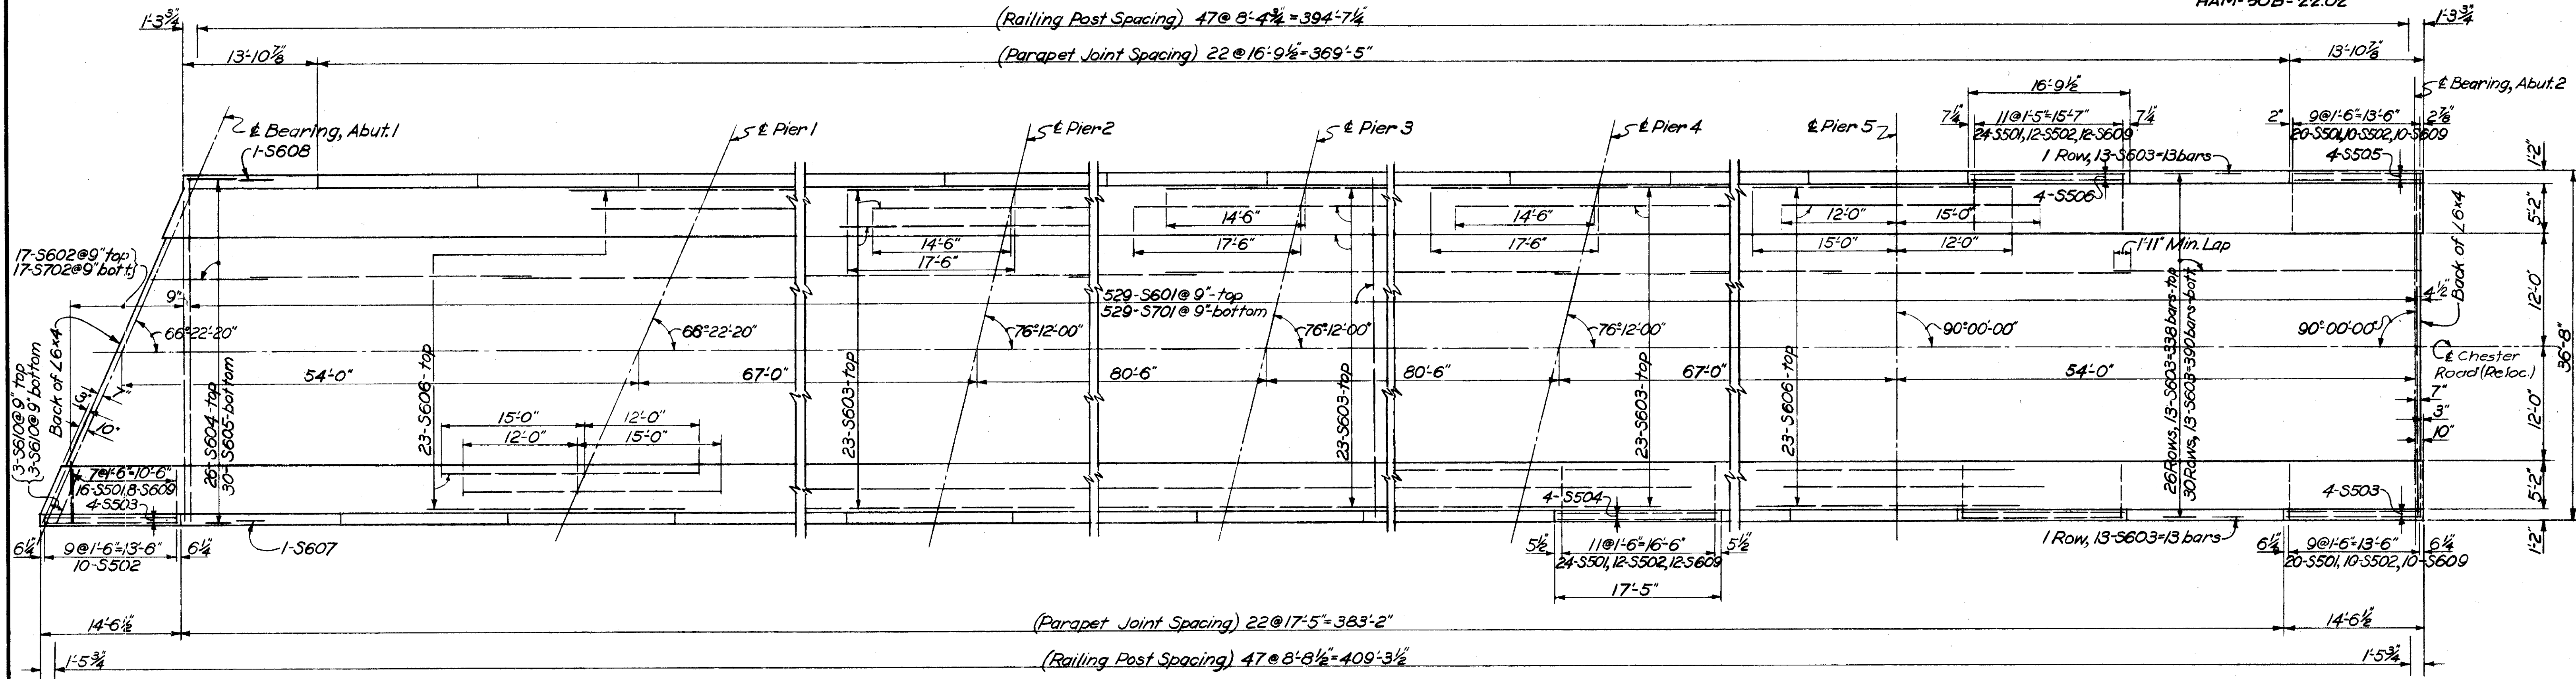 HAM-50B-22.02
(Railing Post Spacing) 47@ 8'-4¾"=394'-7¼"
1'-3¾"
1'-3¾"
(Parapet Joint Spacing) 22@16'-9½"=369'-5"
13'-10⅞"
13'-10⅞"
16'-9½"
℄ Bearing, Abut.2
7¼"
11@1'-5"=15'-7"
7¼"
24-S501,12-S502,12-S609
2"
9@1'-6"=13'-6"
2⅞"
20-S501,10-S502,10-S609
℄ Bearing, Abut.1
1-S608
℄ Pier 1
℄ Pier 2
℄ Pier 3
℄ Pier 4
℄ Pier 5
1 Row, 13-S603=13bars
4-S505
4-S506
1'-2"
5'-2"
14'-6"
17'-6"
14'-6"
17'-6"
14'-6"
17'-6"
12'-0"
15'-0"
15'-0"
12'-0"
1'-11" Min. Lap
17-S602@9"top
17-S702@9"bott.
9"
529-S601@9"-top
529-S701@9"-bottom
4½"
Back of ∠6x4
12'-0"
36'-8"
66°-22'-20"
66°-22'-20"
76°-12'-00"
76°-12'-00"
76°-12'-00"
90°-00'-00"
90°-00'-00"
℄ Chester
Road (Reloc.)
54'-0"
67'-0"
80'-6"
80'-6"
67'-0"
54'-0"
Back of ∠6x4
3-S610@9" top
3-S610@9" bottom
7"
10"
26-S604-top
30-S605-bottom
23-S606-top
23-S603-top
23-S603-top
23-S603-top
23-S606-top
26Rows,13-S603=338bars-top
30Rows,13-S603=390bars-bott.
7"
3"
10"
12'-0"
15'-0"
12'-0"
12'-0"
15'-0"
7@1'-6"=10'-6"
16-S501,8-S609
4-S503
4-S504
4-S503
5'-2"
1'-2"
1-S607
6¼"
9@1'-6"=13'-6"
6¼"
10-S502
5½"
11@1'-6"=16'-6"
5½"
24-S501,12-S502,12-S609
17'-5"
1 Row, 13-S603=13 bars
6¼"
9@1'-6"=13'-6"
6¼"
20-S501,10-S502,10-S609
14'-6½"
(Parapet Joint Spacing) 22@17'-5"=383'-2"
14'-6½"
1'-5¾"
(Railing Post Spacing) 47@8'-8½"=409'-3½"
1'-5¾"